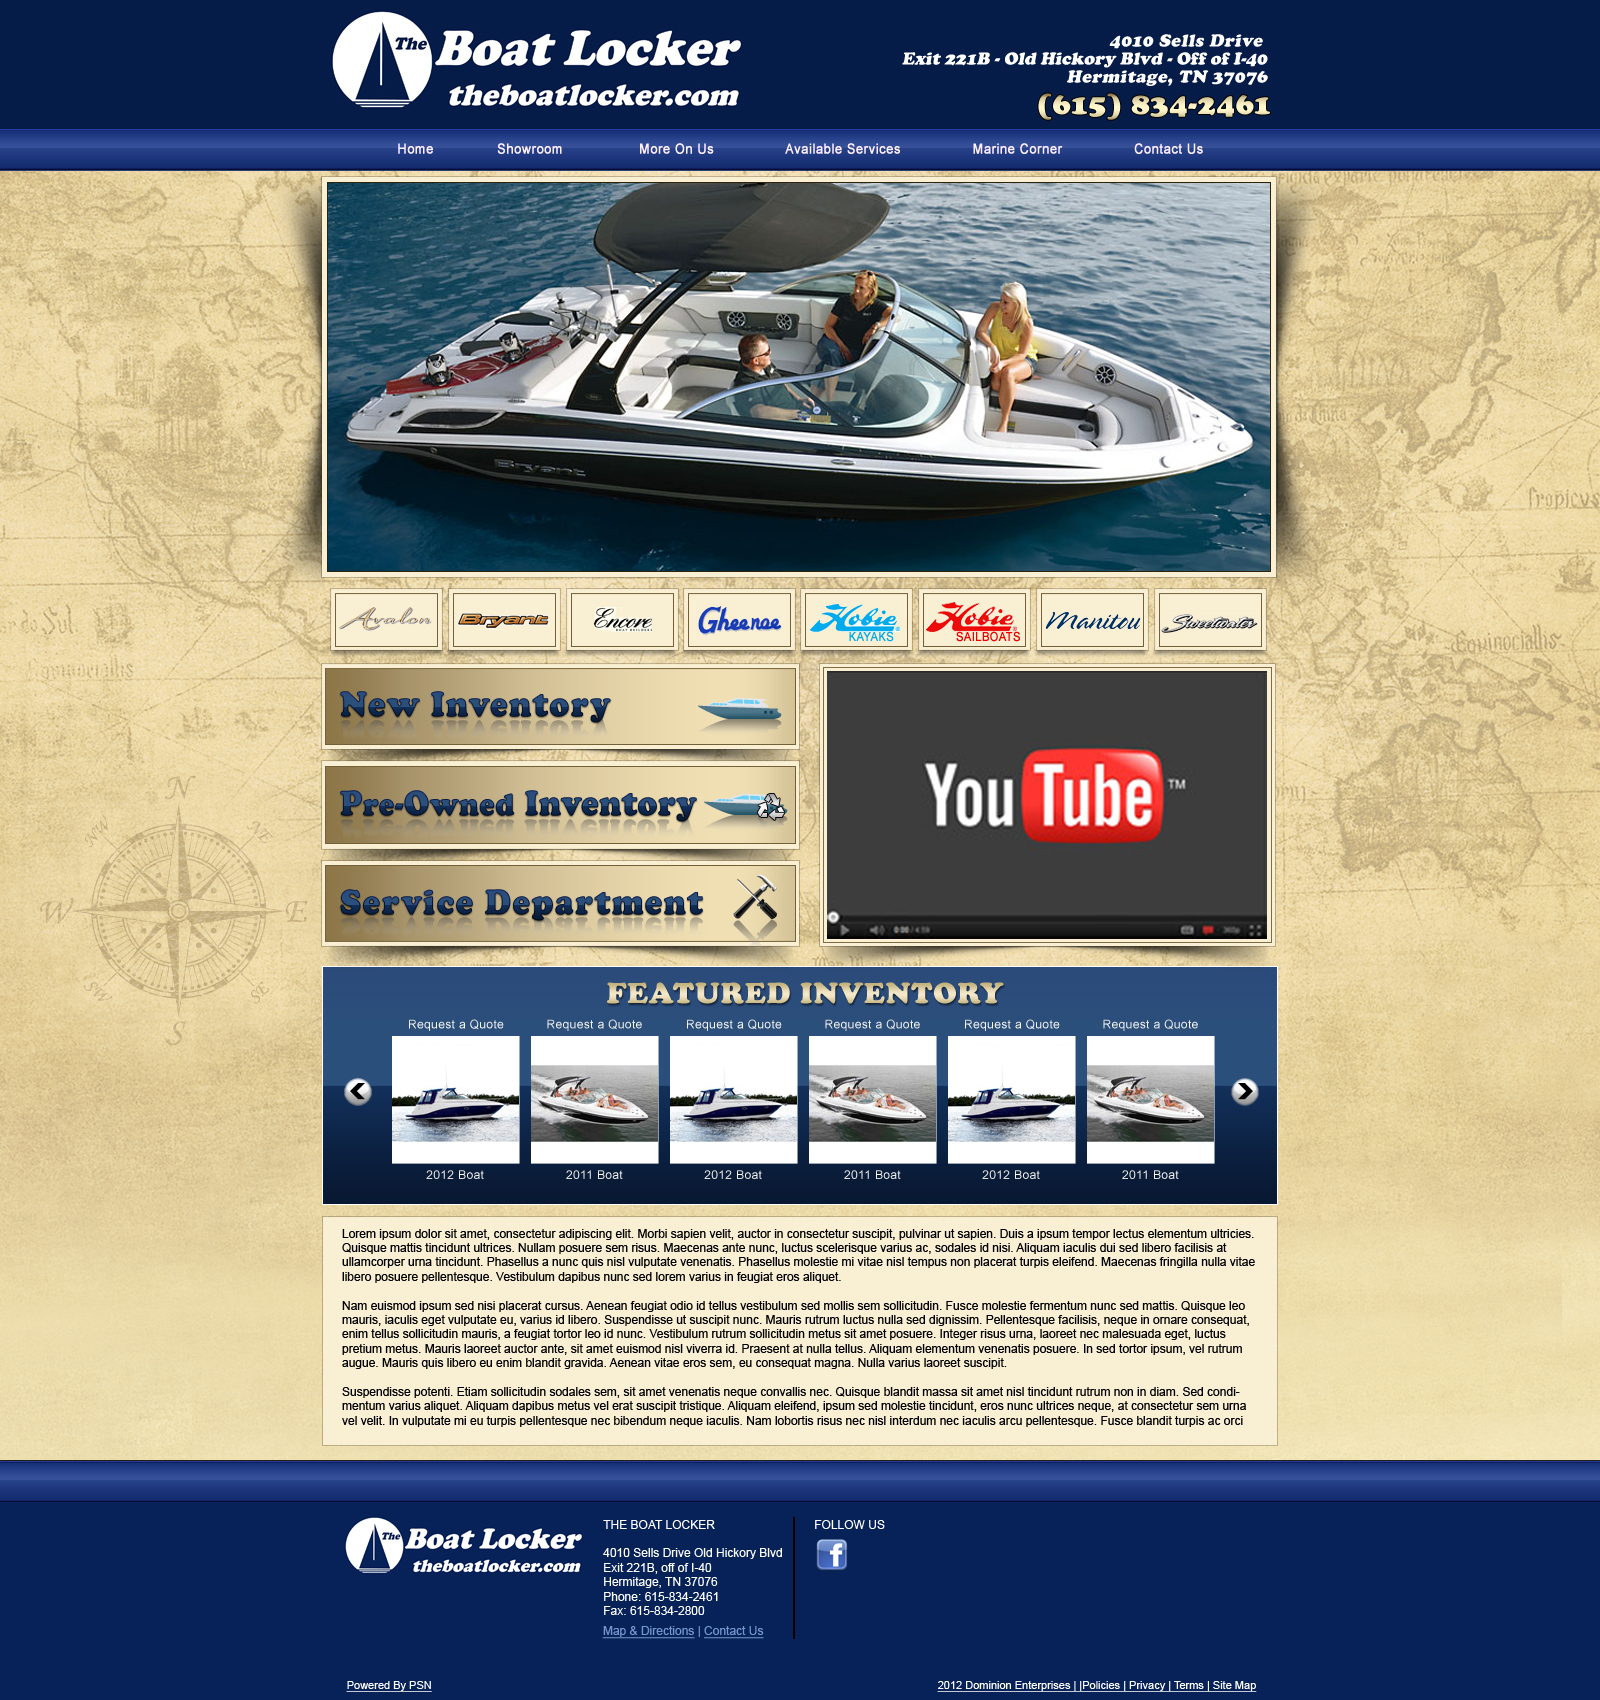 The Boat Locker
theboatlocker.com
4010 Sells Drive
Exit 221B - Old Hickory Blvd - Off of I-40
Hermitage, TN 37076
(615) 834-2461
Home Showroom More On Us Available Services Marine Corner Contact Us
Bryant
Avalon Bryant Encore Gheenoe Hobie Hobie Manitou Sweetwater
BOAT BUILDERS KAYAKS SAILBOATS
New Inventory
Pre-Owned Inventory
Service Department
You Tube TM
0:00 / 4:59 360p
Tropicus
Equinoctialis
N
NW NE
W E
SW SE
S
FEATURED INVENTORY
Request a Quote Request a Quote Request a Quote Request a Quote Request a Quote Request a Quote
2012 Boat 2011 Boat 2012 Boat 2011 Boat 2012 Boat 2011 Boat
Lorem ipsum dolor sit amet, consectetur adipiscing elit. Morbi sapien velit, auctor in consectetur suscipit, pulvinar ut sapien. Duis a ipsum tempor lectus elementum ultricies.
Quisque mattis tincidunt ultrices. Nullam posuere sem risus. Maecenas ante nunc, luctus scelerisque varius ac, sodales id nisi. Aliquam iaculis dui sed libero facilisis at
ullamcorper urna tincidunt. Phasellus a nunc quis nisl vulputate venenatis. Phasellus molestie mi vitae nisl tempus non placerat turpis eleifend. Maecenas fringilla nulla vitae
libero posuere pellentesque. Vestibulum dapibus nunc sed lorem varius in feugiat eros aliquet.
Nam euismod ipsum sed nisi placerat cursus. Aenean feugiat odio id tellus vestibulum sed mollis sem sollicitudin. Fusce molestie fermentum nunc sed mattis. Quisque leo
mauris, iaculis eget vulputate eu, varius id libero. Suspendisse ut suscipit nunc. Mauris rutrum luctus nulla sed dignissim. Pellentesque facilisis, neque in ornare consequat,
enim tellus sollicitudin mauris, a feugiat tortor leo id nunc. Vestibulum rutrum sollicitudin metus sit amet posuere. Integer risus urna, laoreet nec malesuada eget, luctus
pretium metus. Mauris laoreet auctor ante, sit amet euismod nisl viverra id. Praesent at nulla tellus. Aliquam elementum venenatis posuere. In sed tortor ipsum, vel rutrum
augue. Mauris quis libero eu enim blandit gravida. Aenean vitae eros sem, eu consequat magna. Nulla varius laoreet suscipit.
Suspendisse potenti. Etiam sollicitudin sodales sem, sit amet venenatis neque convallis nec. Quisque blandit massa sit amet nisl tincidunt rutrum non in diam. Sed condi-
mentum varius aliquet. Aliquam dapibus metus vel erat suscipit tristique. Aliquam eleifend, ipsum sed molestie tincidunt, eros nunc ultrices neque, at consectetur sem urna
vel velit. In vulputate mi eu turpis pellentesque nec bibendum neque iaculis. Nam lobortis risus nec nisl interdum nec iaculis arcu pellentesque. Fusce blandit turpis ac orci
The Boat Locker
theboatlocker.com
THE BOAT LOCKER
4010 Sells Drive Old Hickory Blvd
Exit 221B, off of I-40
Hermitage, TN 37076
Phone: 615-834-2461
Fax: 615-834-2800
Map & Directions | Contact Us
FOLLOW US
f
Powered By PSN
2012 Dominion Enterprises | |Policies | Privacy | Terms | Site Map